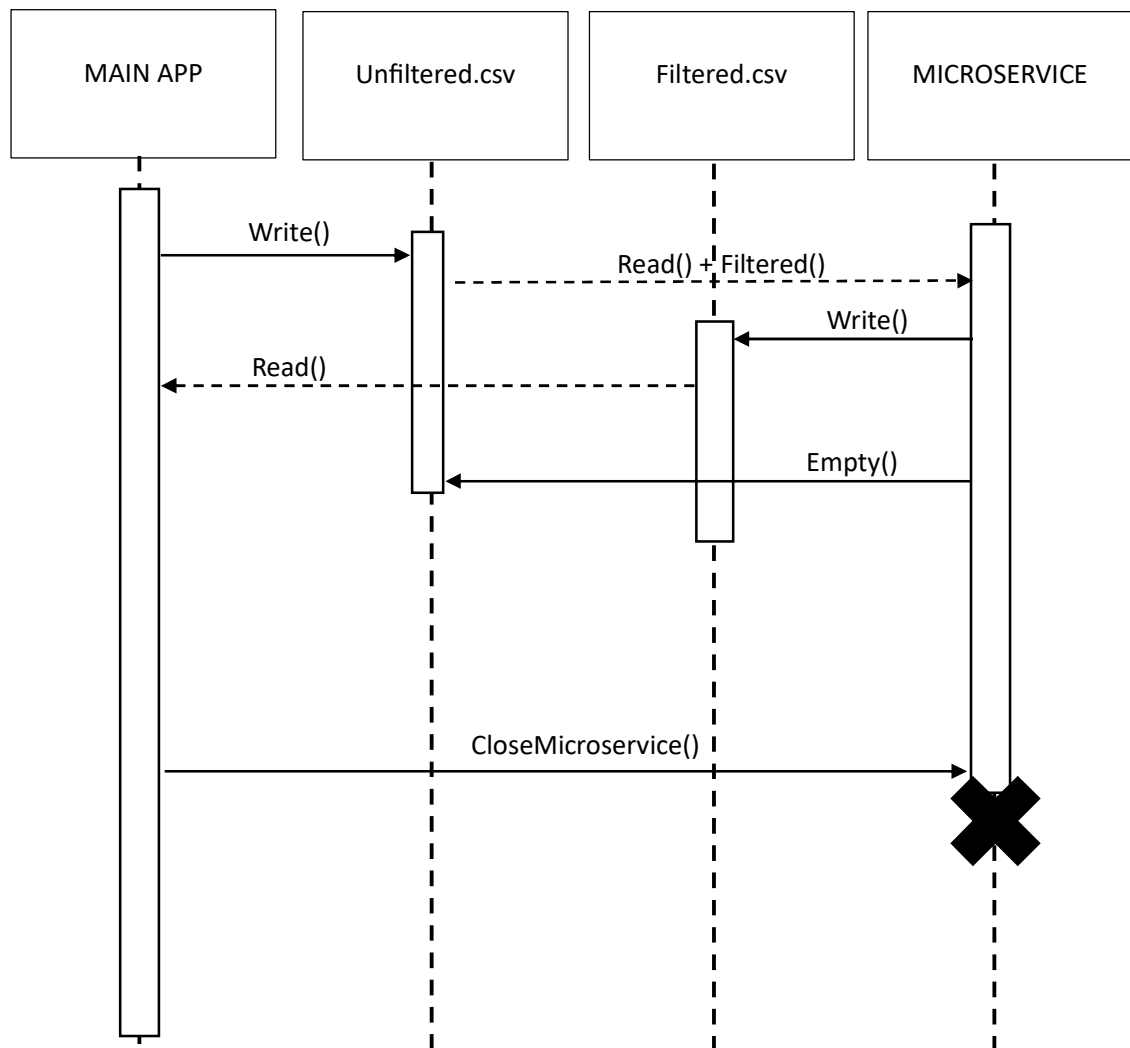 MAIN APP
Unfiltered.csv
Filtered.csv
MICROSERVICE
Write()
Read() + Filtered()
Write()
Read()
Empty()
CloseMicroservice()